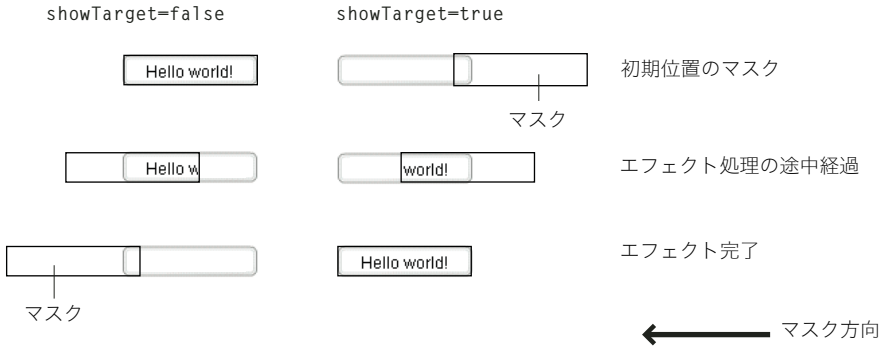 showTarget=false
showTarget=true
Hello world!
初期位置のマスク
マスク
Hello w
world!
エフェクト処理の途中経過
Hello world!
エフェクト完了
マスク
マスク方向